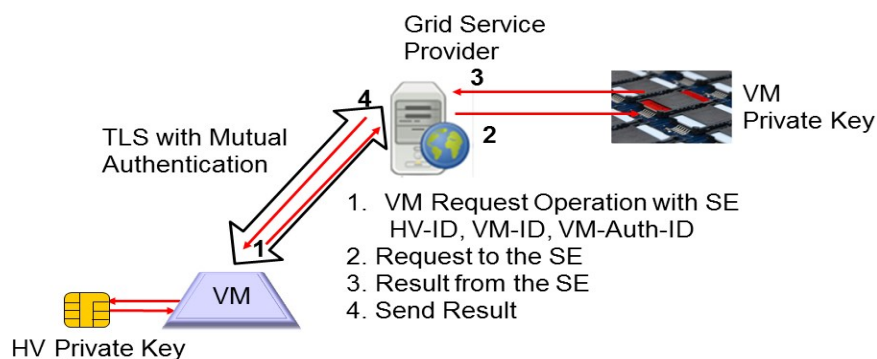 Grid Service
Provider
3
4
VM
Private Key
2
TLS with Mutual
Authentication
1. VM Request Operation with SE
HV-ID, VM-ID, VM-Auth-ID
2. Request to the SE
3. Result from the SE
4. Send Result
1
VM
HV Private Key